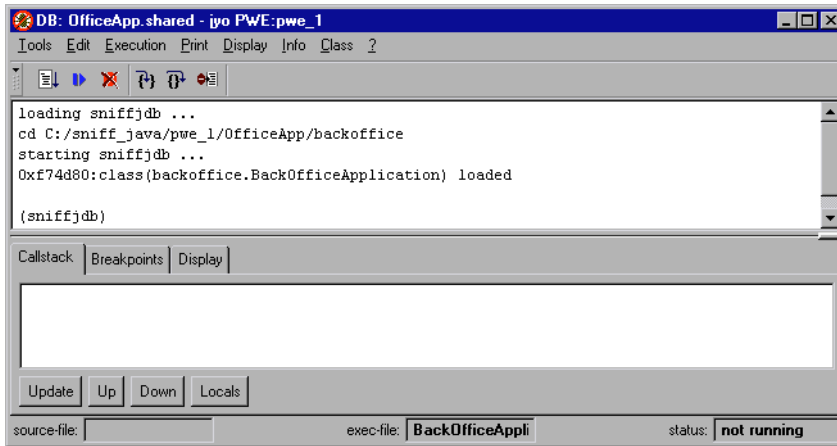 DB: OfficeApp.shared - jyo PWE:pwe_1
Tools Edit Execution Print Display Info Class ?
loading sniffjdb ...
cd C:/sniff_java/pwe_1/OfficeApp/backoffice
starting sniffjdb ...
0xf74d80:class(backoffice.BackOfficeApplication) loaded
(sniffjdb)
Callstack Breakpoints Display
Update Up Down Locals
source-file: exec-file: BackOfficeAppli status: not running